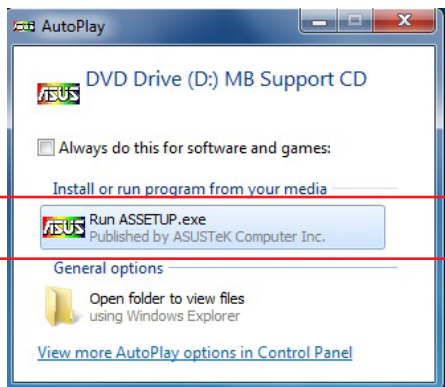 AutoPlay
DVD Drive (D:) MB Support CD
ASUS
Always do this for software and games:
Install or run program from your media
ASUS
Run ASSETUP.exe
Published by ASUSTeK Computer Inc.
General options
Open folder to view files
using Windows Explorer
View more AutoPlay options in Control Panel